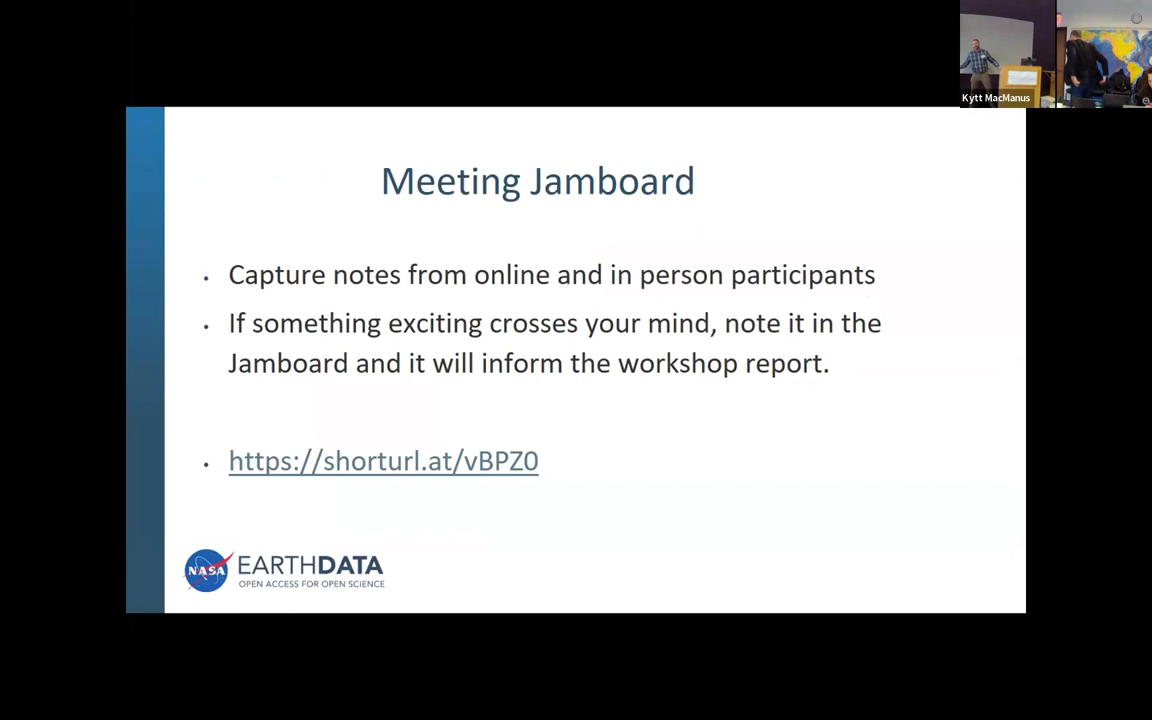 Kytt MacManus
Meeting Jamboard
• Capture notes from online and in person participants
• If something exciting crosses your mind, note it in the
Jamboard and it will inform the workshop report.
• https://shorturl.at/vBPZ0
NASA
EARTHDATA
OPEN ACCESS FOR OPEN SCIENCE